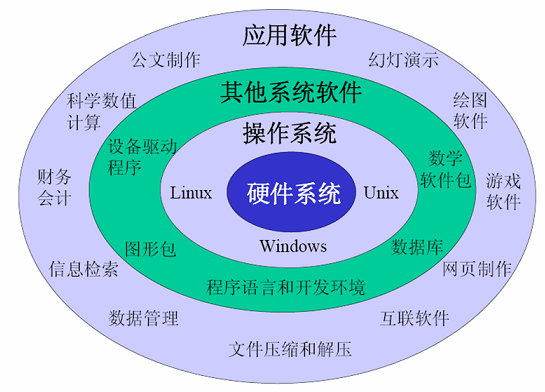 应用软件
公文制作
幻灯演示
其他系统软件
科学数值
计算
绘图
软件
操作系统
设备驱动
程序
数学
软件包
财务
会计
Linux
硬件系统
Unix
游戏
软件
Windows
图形包
数据库
信息检索
网页制作
程序语言和开发环境
数据管理
互联软件
文件压缩和解压